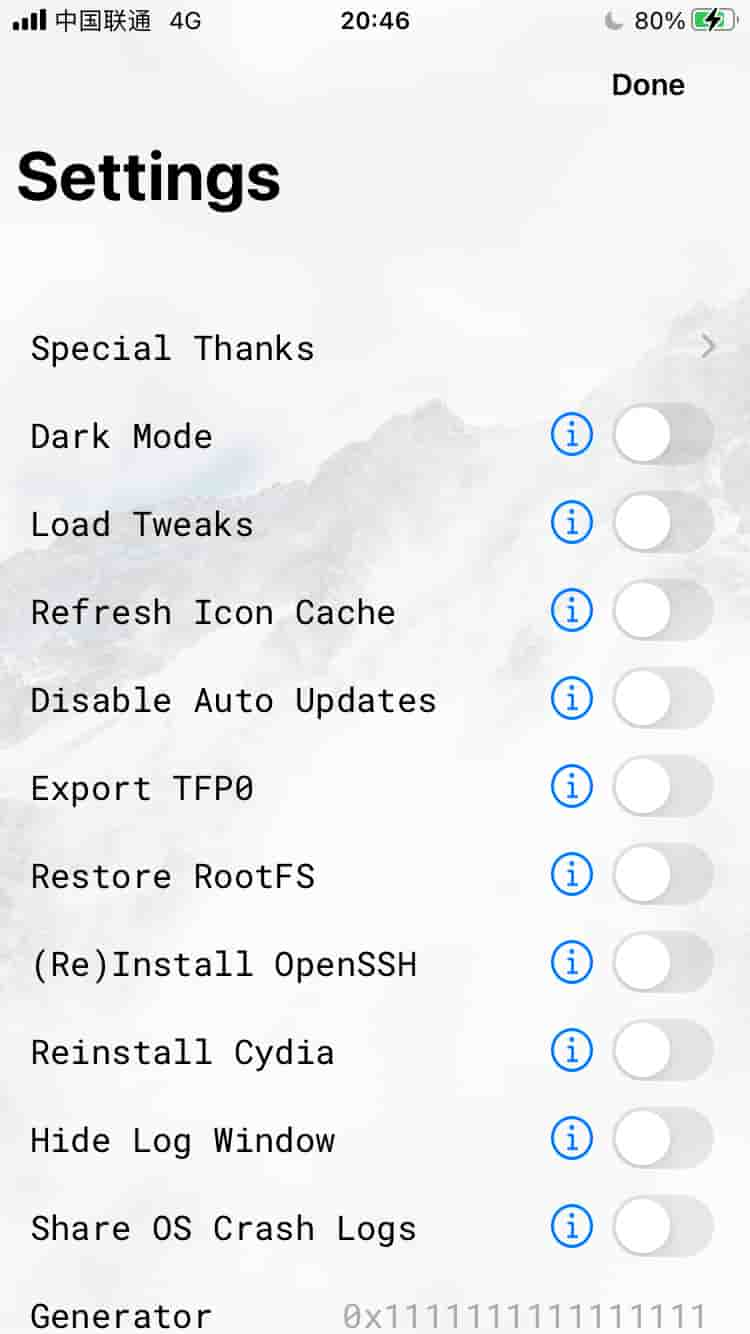 中国联通 4G 20:46 80%
Done
Settings
Special Thanks
Dark Mode
Load Tweaks
Refresh Icon Cache
Disable Auto Updates
Export TFP0
Restore RootFS
(Re)Install OpenSSH
Reinstall Cydia
Hide Log Window
Share OS Crash Logs
Generator 0x1111111111111111